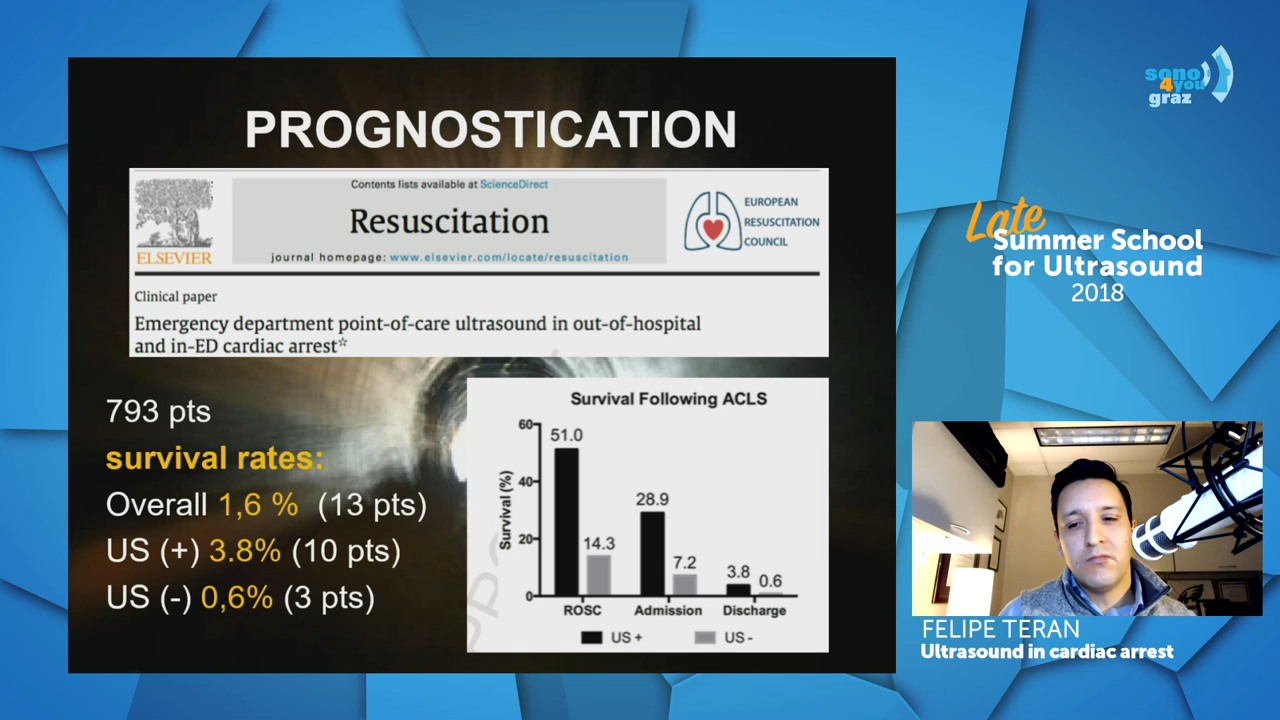 PROGNOSTICATION
Contents lists available at ScienceDirect
Resuscitation
journal homepage: www.elsevier.com/locate/resuscitation
ELSEVIER
EUROPEAN
RESUSCITATION
COUNCIL
Clinical paper
Emergency department point-of-care ultrasound in out-of-hospital
and in-ED cardiac arrest☆
793 pts
survival rates:
Overall 1,6 % (13 pts)
US (+) 3.8% (10 pts)
US (-) 0,6% (3 pts)
Survival Following ACLS
Survival (%)
60
40
20
0
51.0
14.3
28.9
7.2
3.8
0.6
ROSC
Admission
Discharge
US +
US -
sono
4you
graz
Late
Summer School
for Ultrasound
2018
FELIPE TERAN
Ultrasound in cardiac arrest